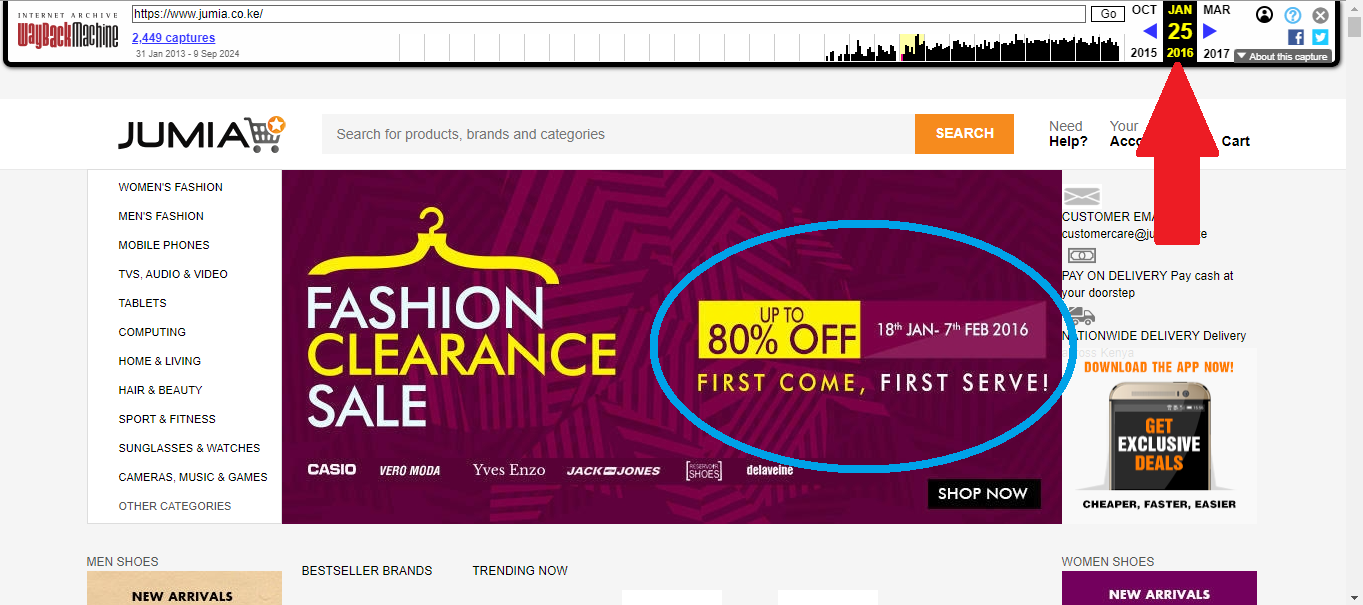 INTERNET ARCHIVE
WayBackMachine
https://www.jumia.co.ke/
Go
2,449 captures
31 Jan 2013 - 9 Sep 2024
OCT JAN MAR
25
2015 2016 2017
About this capture
JUMIA
Search for products, brands and categories
SEARCH
Need
Help?
Your
Cart
WOMEN'S FASHION
MEN'S FASHION
MOBILE PHONES
TVS, AUDIO & VIDEO
TABLETS
COMPUTING
HOME & LIVING
HAIR & BEAUTY
SPORT & FITNESS
SUNGLASSES & WATCHES
CAMERAS, MUSIC & GAMES
OTHER CATEGORIES
FASHION
CLEARANCE
SALE
UP TO
80% OFF
18th JAN- 7th FEB 2016
FIRST COME, FIRST SERVE!
CASIO
VERO MODA
Yves Enzo
JACK JONES
RESERVOIR
SHOES
delaveine
SHOP NOW
CUSTOMER
PAY ON DELIVERY Pay cash at
your doorstep
NATIONWIDE DELIVERY Delivery
Kenya
DOWNLOAD THE APP NOW!
GET
EXCLUSIVE
DEALS
CHEAPER, FASTER, EASIER
MEN SHOES
NEW ARRIVALS
BESTSELLER BRANDS
TRENDING NOW
WOMEN SHOES
NEW ARRIVALS